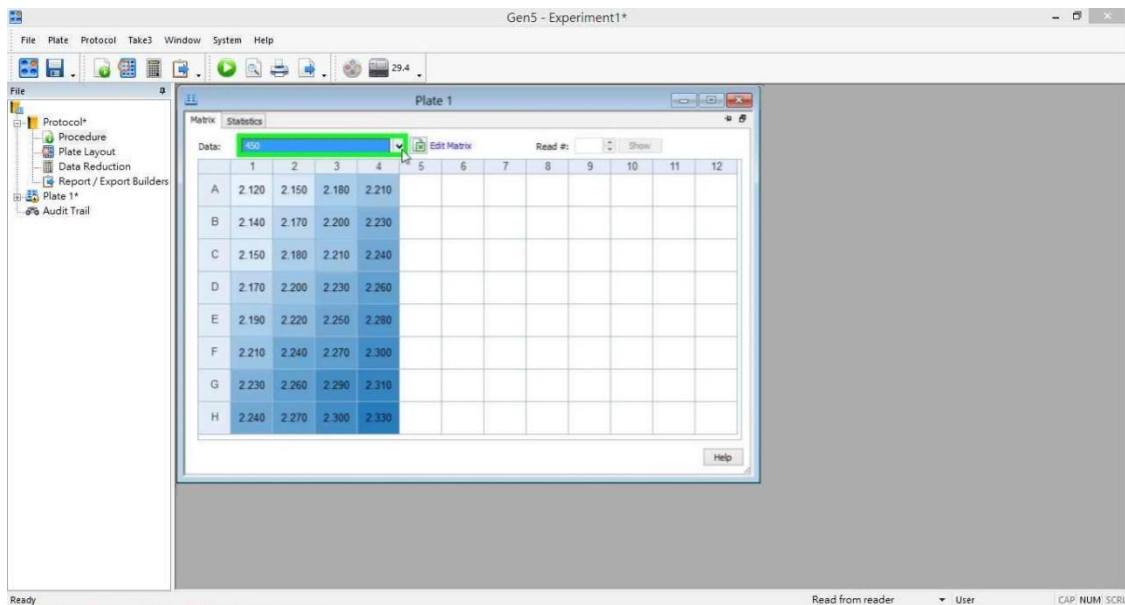 Gen5 - Experiment1*
File Plate Protocol Take3 Window System Help
29.4
File
Protocol*
Procedure
Plate Layout
Data Reduction
Report / Export Builders
Plate 1*
Audit Trail
Plate 1
Matrix Statistics
Data: 450 Edit Matrix Read #: Show
1 2 3 4 5 6 7 8 9 10 11 12
A 2.120 2.150 2.180 2.210
B 2.140 2.170 2.200 2.230
C 2.150 2.180 2.210 2.240
D 2.170 2.200 2.230 2.260
E 2.190 2.220 2.250 2.280
F 2.210 2.240 2.270 2.300
G 2.230 2.260 2.290 2.310
H 2.240 2.270 2.300 2.330
Help
Ready Read from reader User CAP NUM SCRL